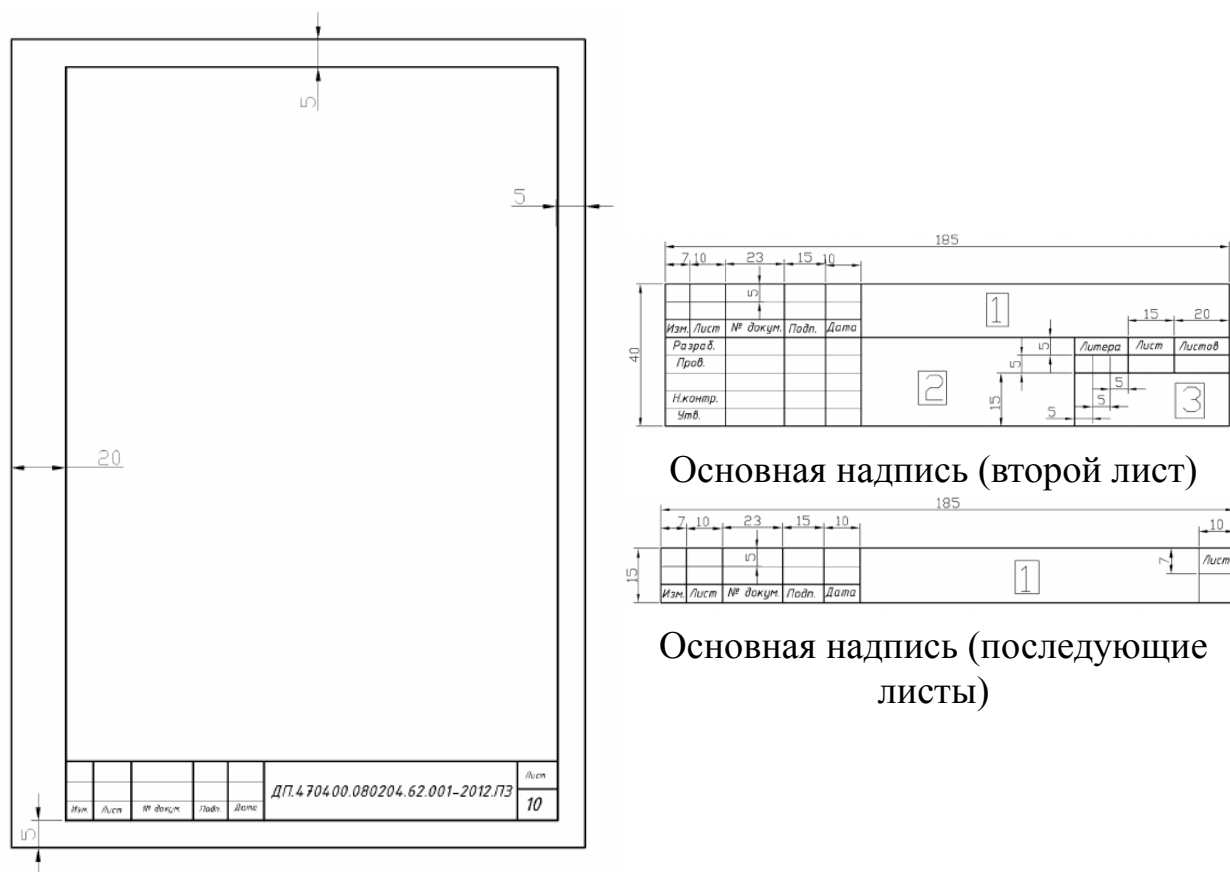 5
5
20
Лист
ДП.470400.080204.62.001-2012.ПЗ
Изм. Лист № докум. Подп. Дата
10
5
185
7 10 23 15 10
5
1
15 20
Изм. Лист № докум. Подп. Дата
40
Разраб.
5
Литера Лист Листов
Пров.
5
2
15
5
3
Н.контр.
5
Утв.
5
Основная надпись (второй лист)
185
7 10 23 15 10
10
5
1
7
Лист
15
Изм. Лист № докум. Подп. Дата
Основная надпись (последующие
листы)